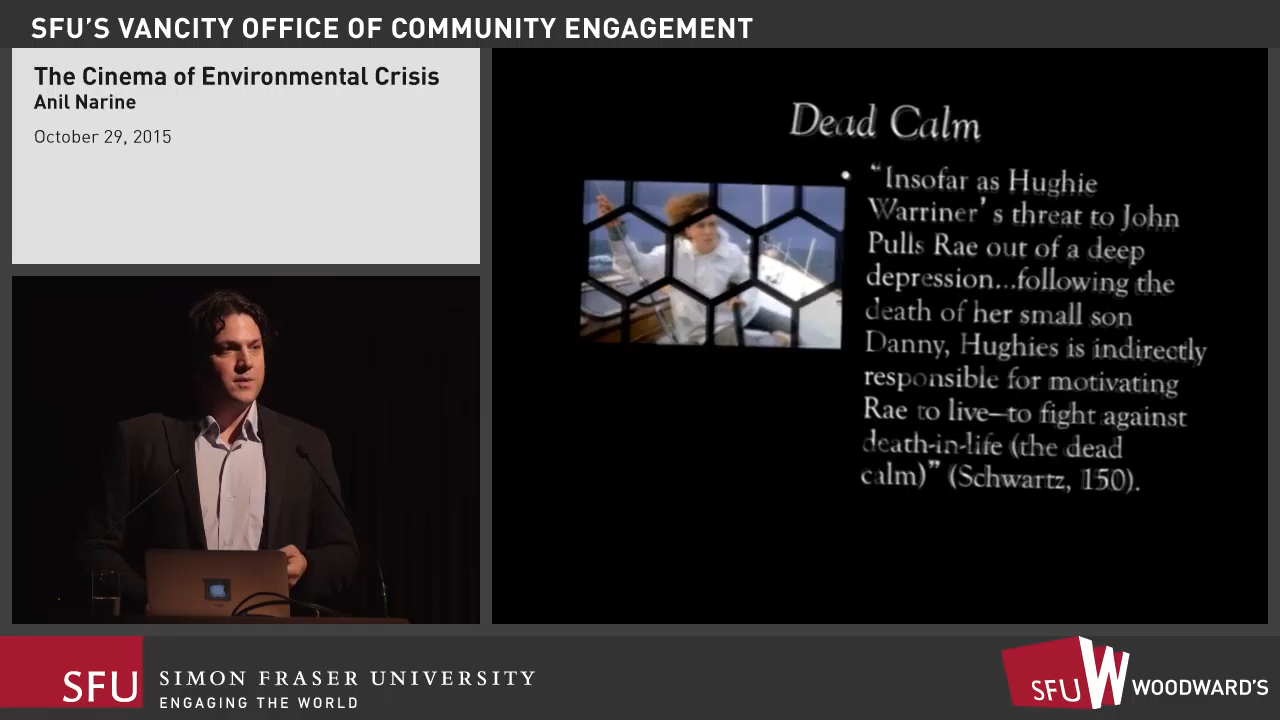 SFU'S VANCITY OFFICE OF COMMUNITY ENGAGEMENT
The Cinema of Environmental Crisis
Anil Narine
October 29, 2015
Dead Calm
• “Insofar as Hughie
Warriner’s threat to John
Pulls Rae out of a deep
depression...following the
death of her small son
Danny, Hughies is indirectly
responsible for motivating
Rae to live—to fight against
death-in-life (the dead
calm)” (Schwartz, 150).
SFU SIMON FRASER UNIVERSITY
ENGAGING THE WORLD
SFU W WOODWARD'S